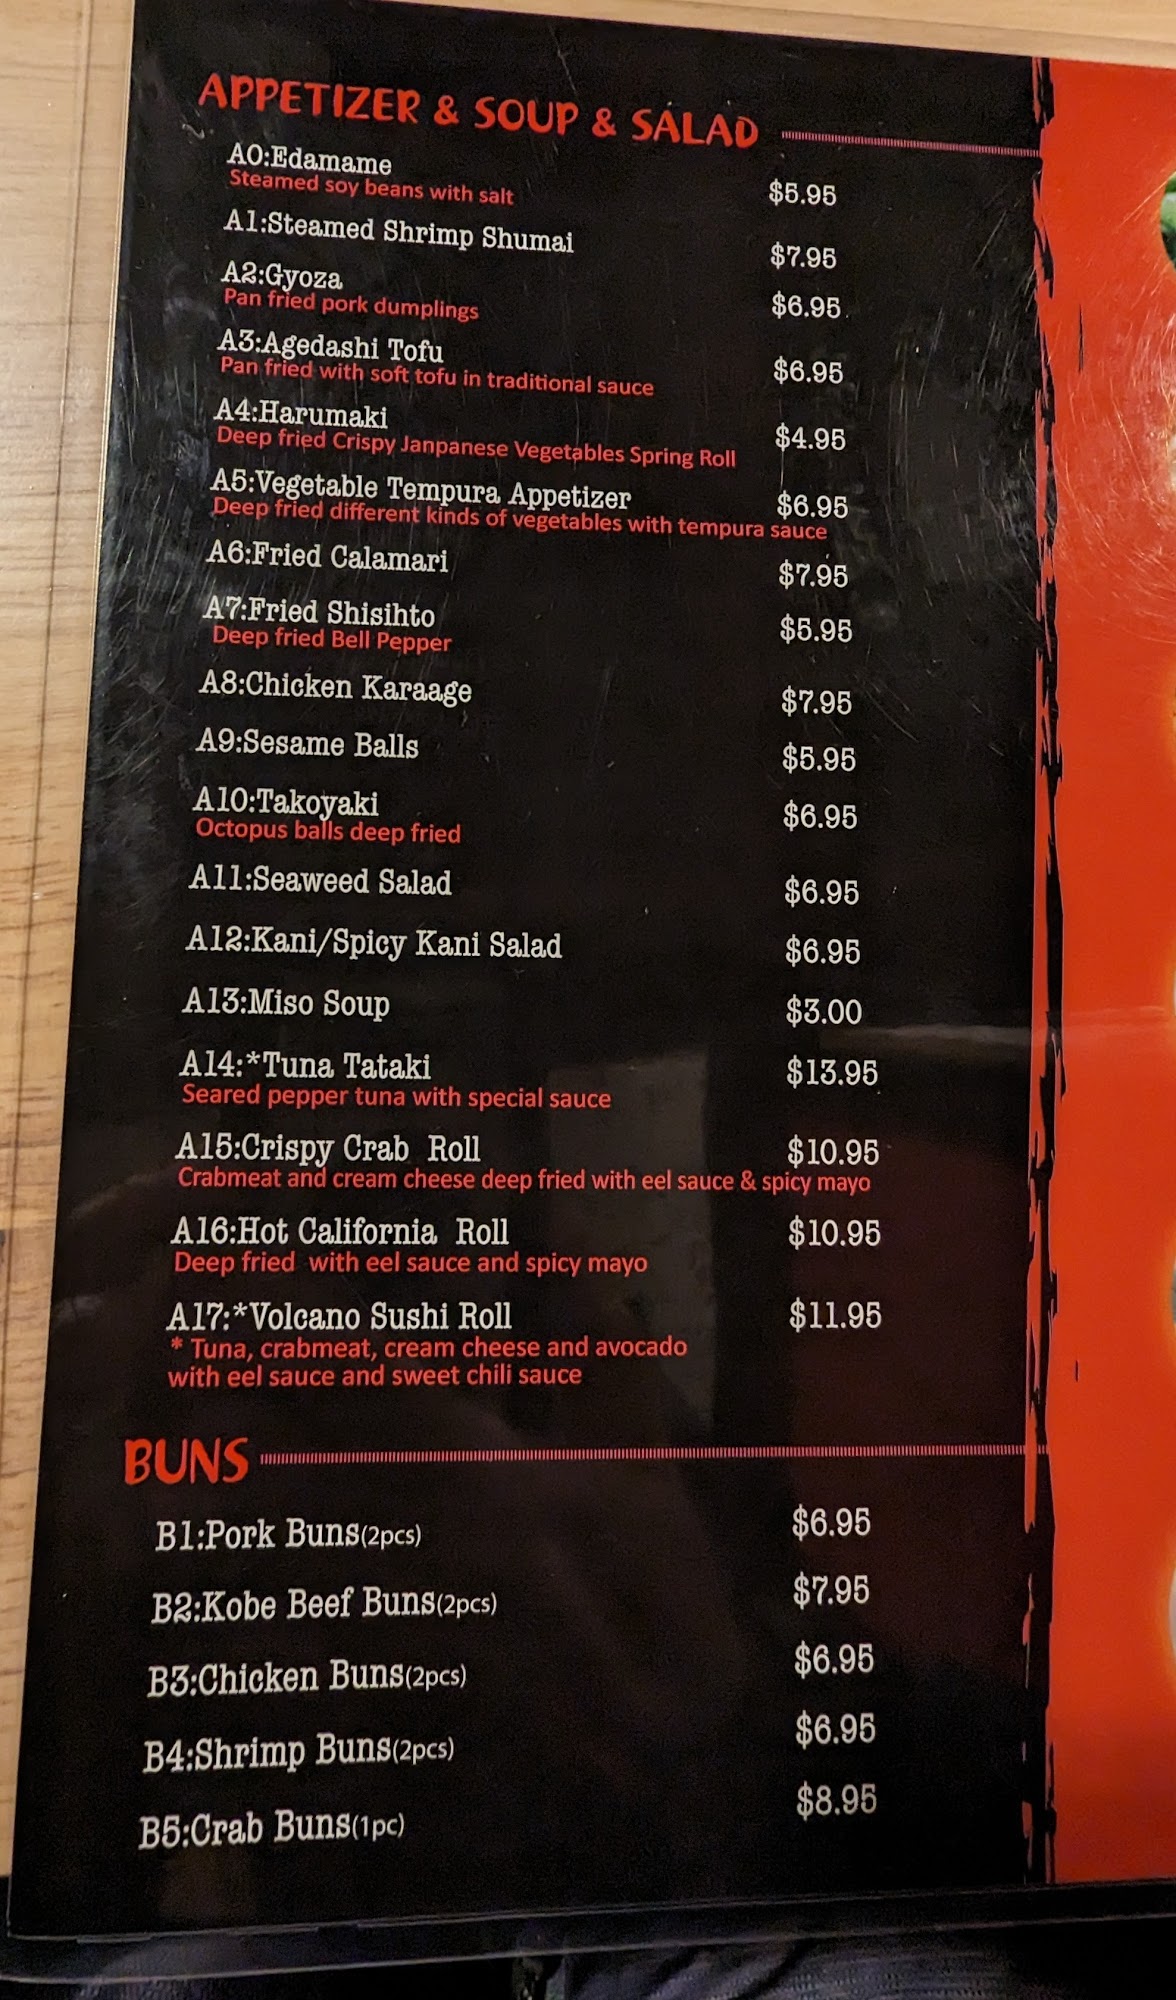 APPETIZER & SOUP & SALAD
A0:Edamame $5.95
Steamed soy beans with salt
A1:Steamed Shrimp Shumai $7.95
A2:Gyoza $6.95
Pan fried pork dumplings
A3:Agedashi Tofu $6.95
Pan fried with soft tofu in traditional sauce
A4:Harumaki $4.95
Deep fried Crispy Janpanese Vegetables Spring Roll
A5:Vegetable Tempura Appetizer $6.95
Deep fried different kinds of vegetables with tempura sauce
A6:Fried Calamari $7.95
A7:Fried Shisihto $5.95
Deep fried Bell Pepper
A8:Chicken Karaage $7.95
A9:Sesame Balls $5.95
A10:Takoyaki $6.95
Octopus balls deep fried
A11:Seaweed Salad $6.95
A12:Kani/Spicy Kani Salad $6.95
A13:Miso Soup $3.00
A14:*Tuna Tataki $13.95
Seared pepper tuna with special sauce
A15:Crispy Crab Roll $10.95
Crabmeat and cream cheese deep fried with eel sauce & spicy mayo
A16:Hot California Roll $10.95
Deep fried with eel sauce and spicy mayo
A17:*Volcano Sushi Roll $11.95
* Tuna, crabmeat, cream cheese and avocado
with eel sauce and sweet chili sauce
BUNS
B1:Pork Buns(2pcs) $6.95
B2:Kobe Beef Buns(2pcs) $7.95
B3:Chicken Buns(2pcs) $6.95
B4:Shrimp Buns(2pcs) $6.95
B5:Crab Buns(1pc) $8.95